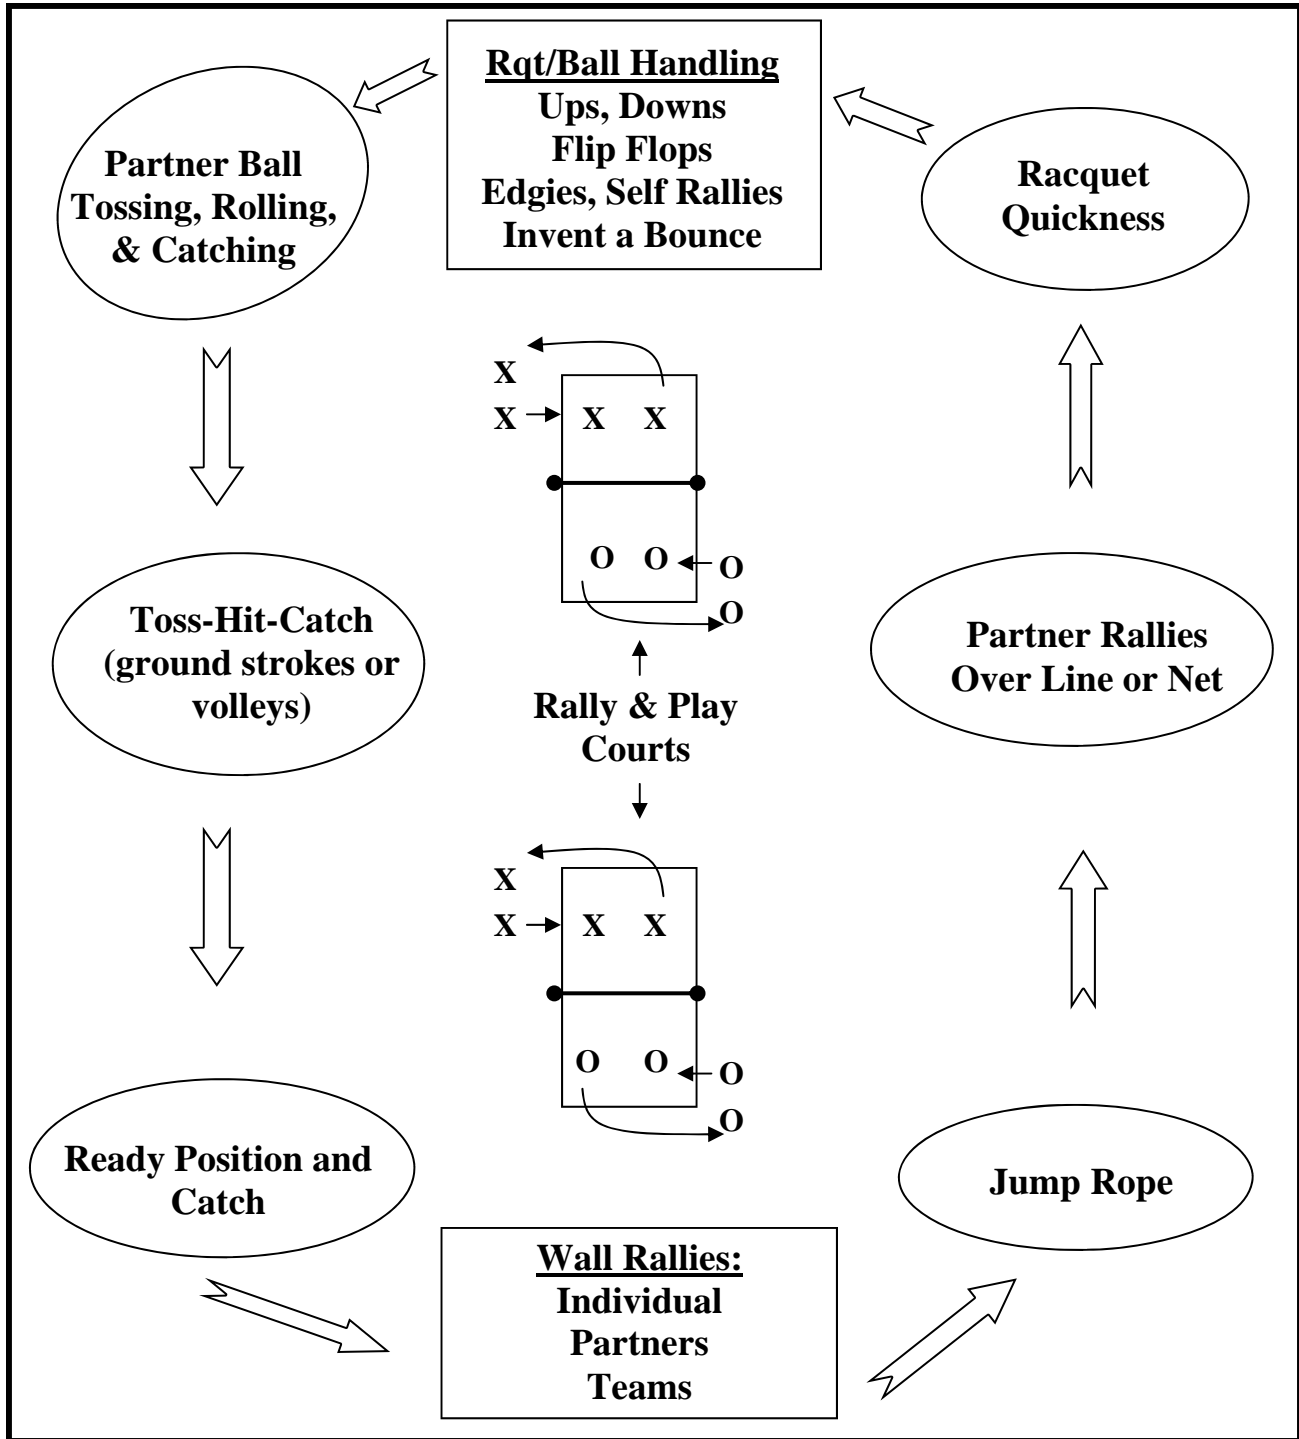 Rqt/Ball Handling
Ups, Downs
Flip Flops
Edgies, Self Rallies
Invent a Bounce
Partner Ball
Tossing, Rolling,
& Catching
Racquet
Quickness
X
X X X
O O O
O
Toss-Hit-Catch
(ground strokes or
volleys)
Rally & Play
Courts
Partner Rallies
Over Line or Net
X
X X X
O O O
O
Ready Position and
Catch
Jump Rope
Wall Rallies:
Individual
Partners
Teams